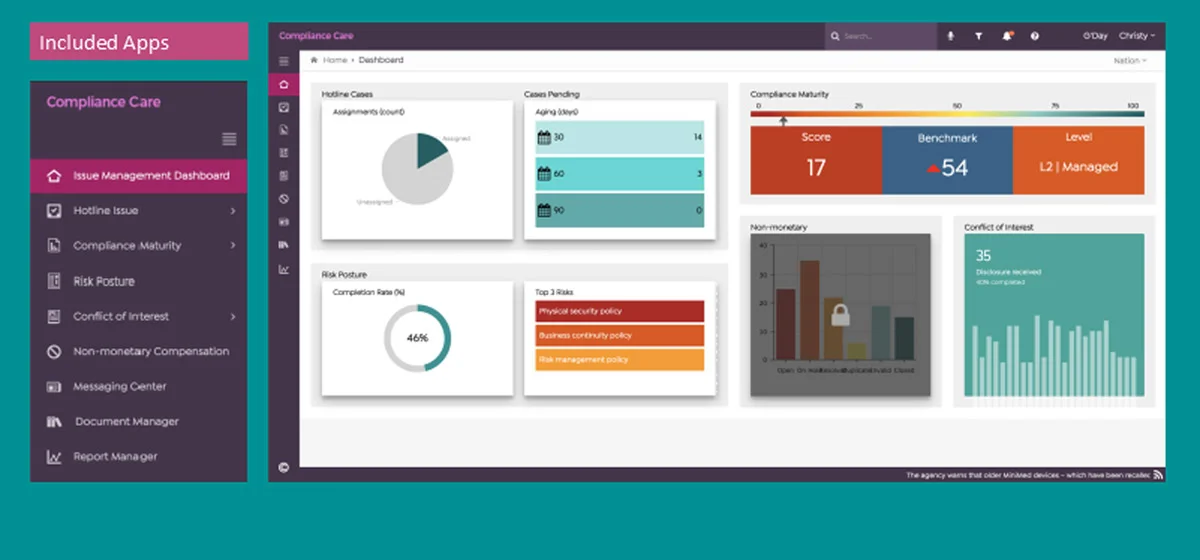 Included Apps
Compliance Care
Issue Management Dashboard
Hotline Issue
Compliance Maturity
Risk Posture
Conflict of Interest
Non-monetary Compensation
Messaging Center
Document Manager
Report Manager
Compliance Care
Search...
G'Day Christy
Home › Dashboard
Nation
Hotline Cases
Assignments (count)
Assigned
Unassigned
Cases Pending
Aging (days)
30 14
60 3
90 0
Compliance Maturity
0 25 50 75 100
Score
17
Benchmark
54
Level
L2 | Managed
Risk Posture
Completion Rate (%)
46%
Top 3 Risks
Physical security policy
Business continuity policy
Risk management policy
Non-monetary
40
30
20
10
0
Open On Duplicate Invalid Closed
Conflict of Interest
35
Disclosure received
40% completed
The agency warns that older MiniMed devices – which have been recalled